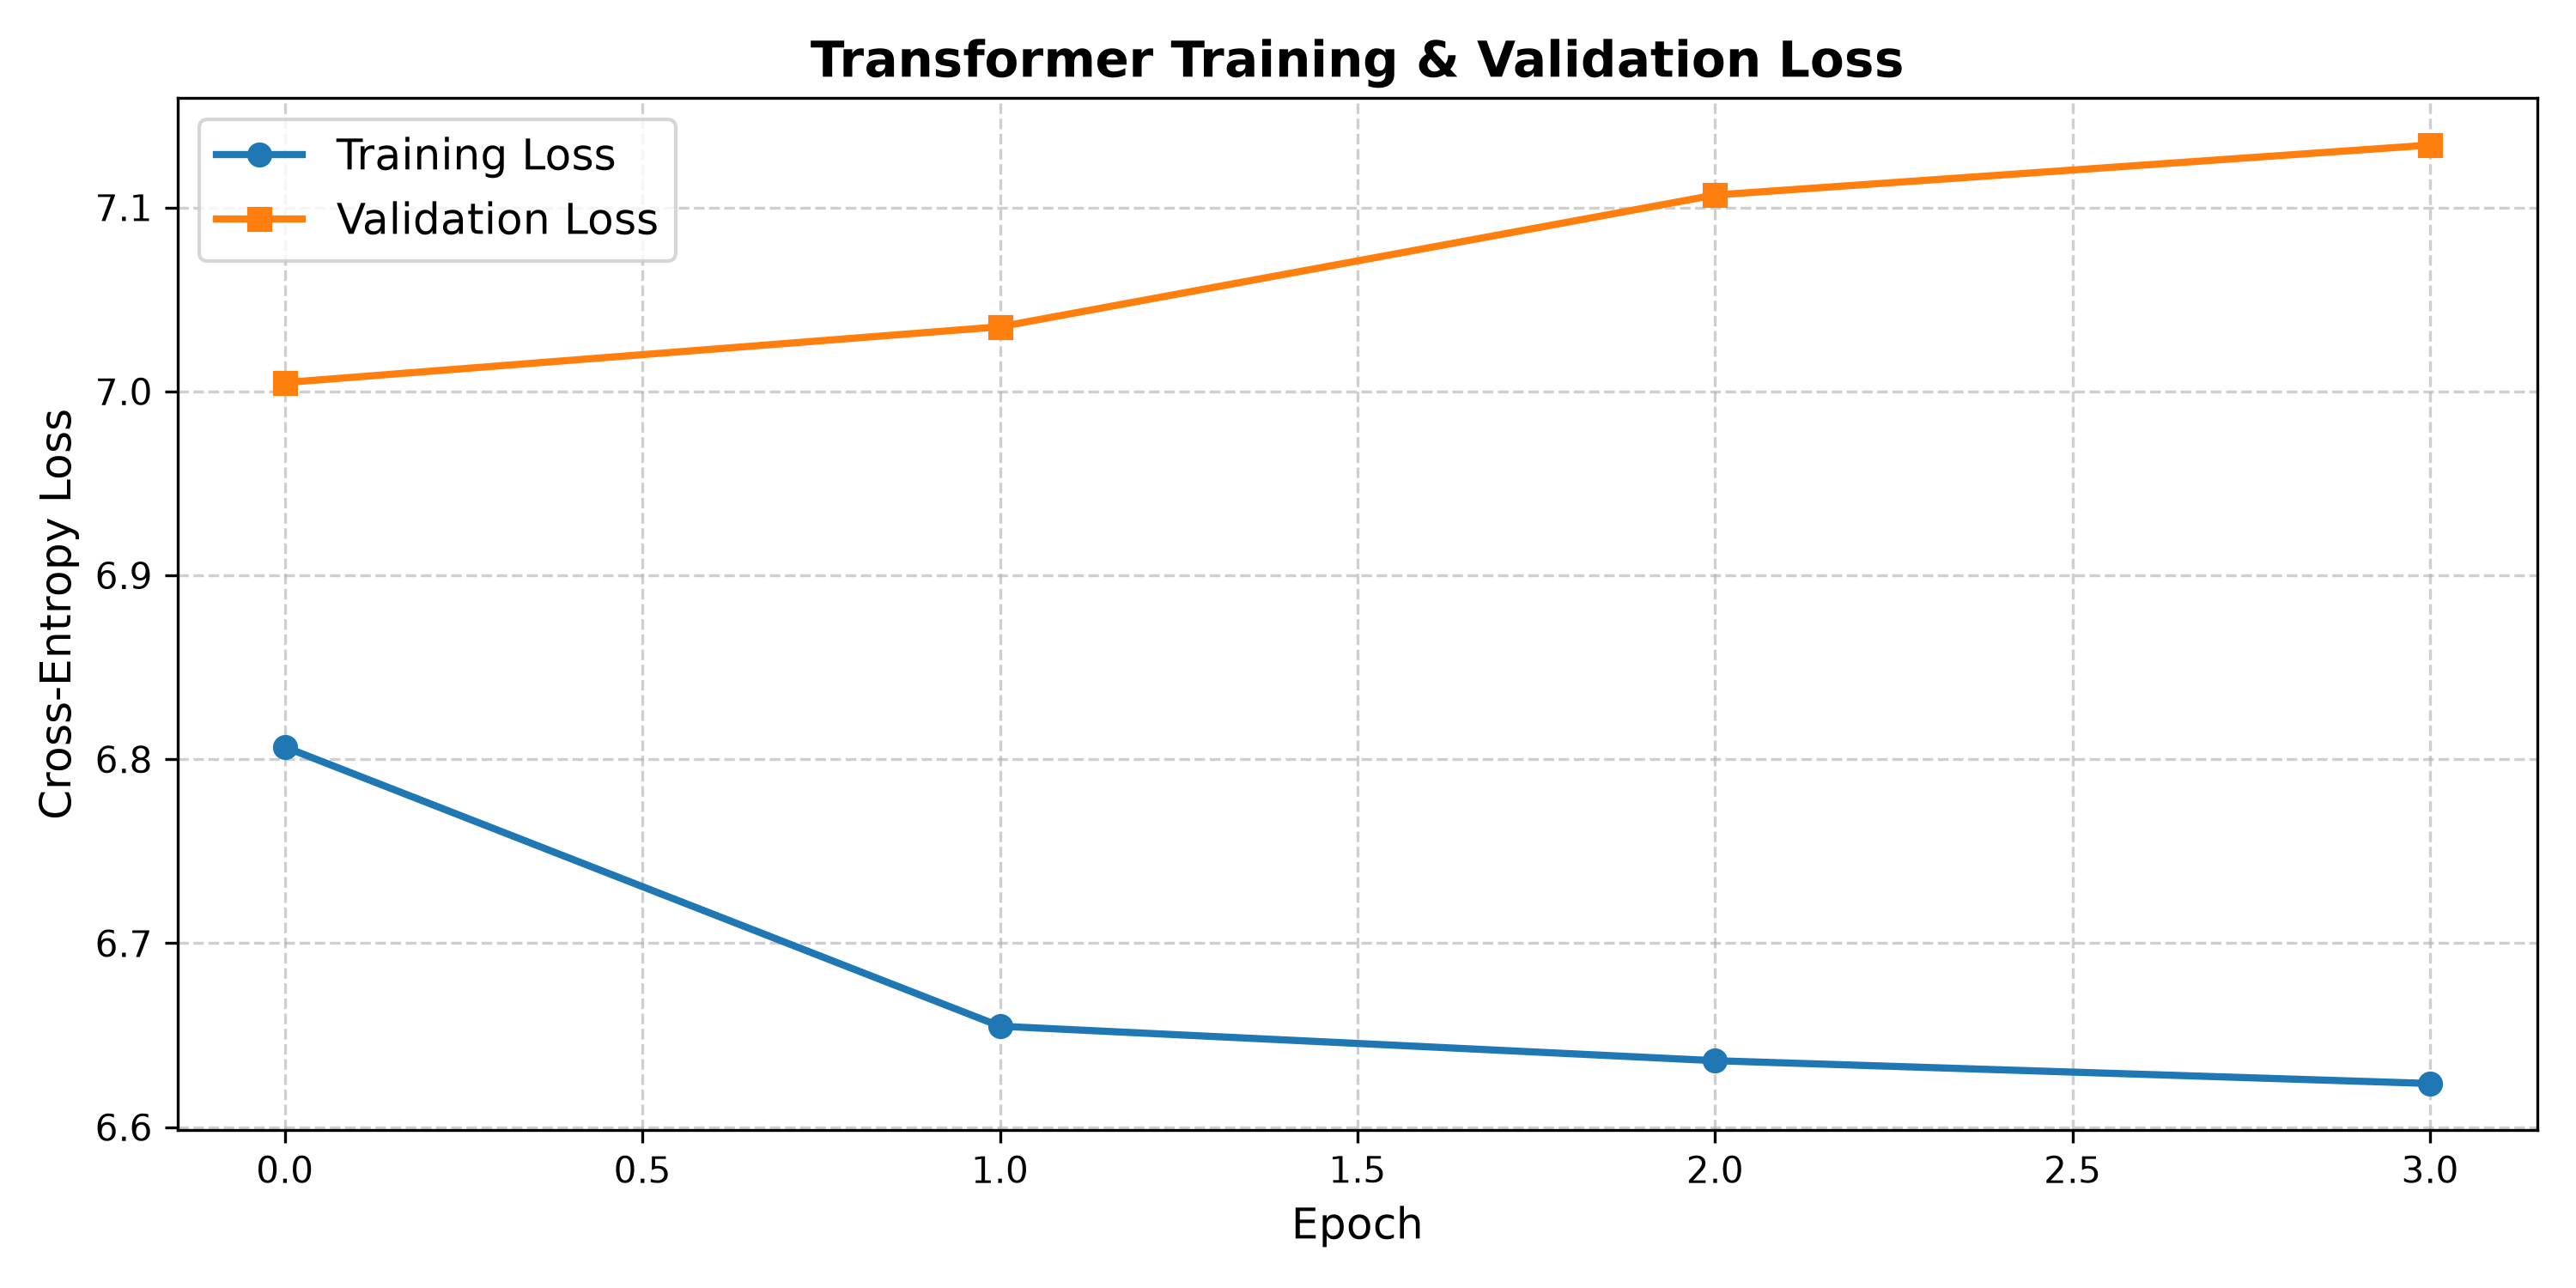 Transformer Training & Validation Loss
Training Loss
Validation Loss
Cross-Entropy Loss
7.1
7.0
6.9
6.8
6.7
6.6
0.0 0.5 1.0 1.5 2.0 2.5 3.0
Epoch